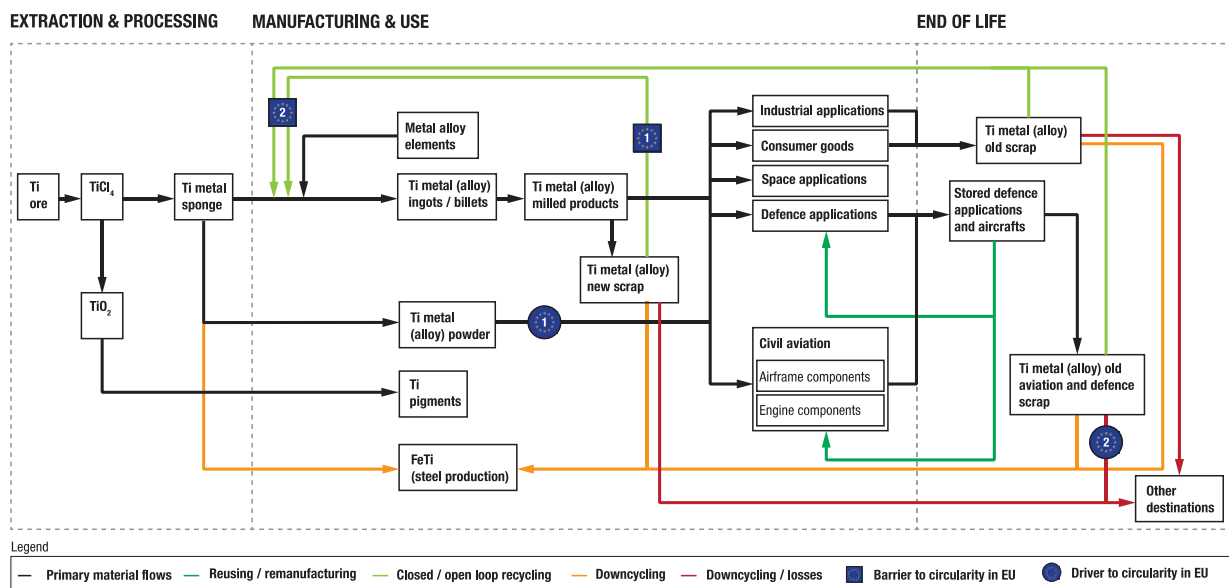 EXTRACTION & PROCESSING
MANUFACTURING & USE
END OF LIFE
2
1
Metal alloy
elements
Industrial applications
Consumer goods
Space applications
Defence applications
Ti metal (alloy)
old scrap
Ti
ore
TiCl4
Ti metal
sponge
Ti metal (alloy)
ingots / billets
Ti metal (alloy)
milled products
Stored defence
applications
and aircrafts
Ti metal (alloy)
new scrap
TiO2
Ti metal
(alloy) powder
1
Civil aviation
Airframe components
Engine components
Ti metal (alloy) old
aviation and defence
scrap
Ti
pigments
2
FeTi
(steel production)
Other
destinations
Legend
Primary material flows
Reusing / remanufacturing
Closed / open loop recycling
Downcycling
Downcycling / losses
Barrier to circularity in EU
Driver to circularity in EU